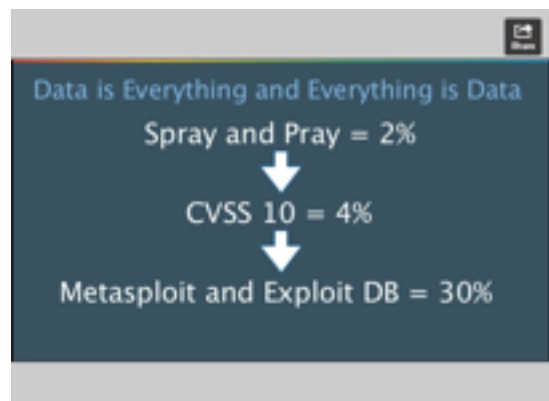 Share
Data is Everything and Everything is Data
Spray and Pray = 2%
CVSS 10 = 4%
Metasploit and Exploit DB = 30%